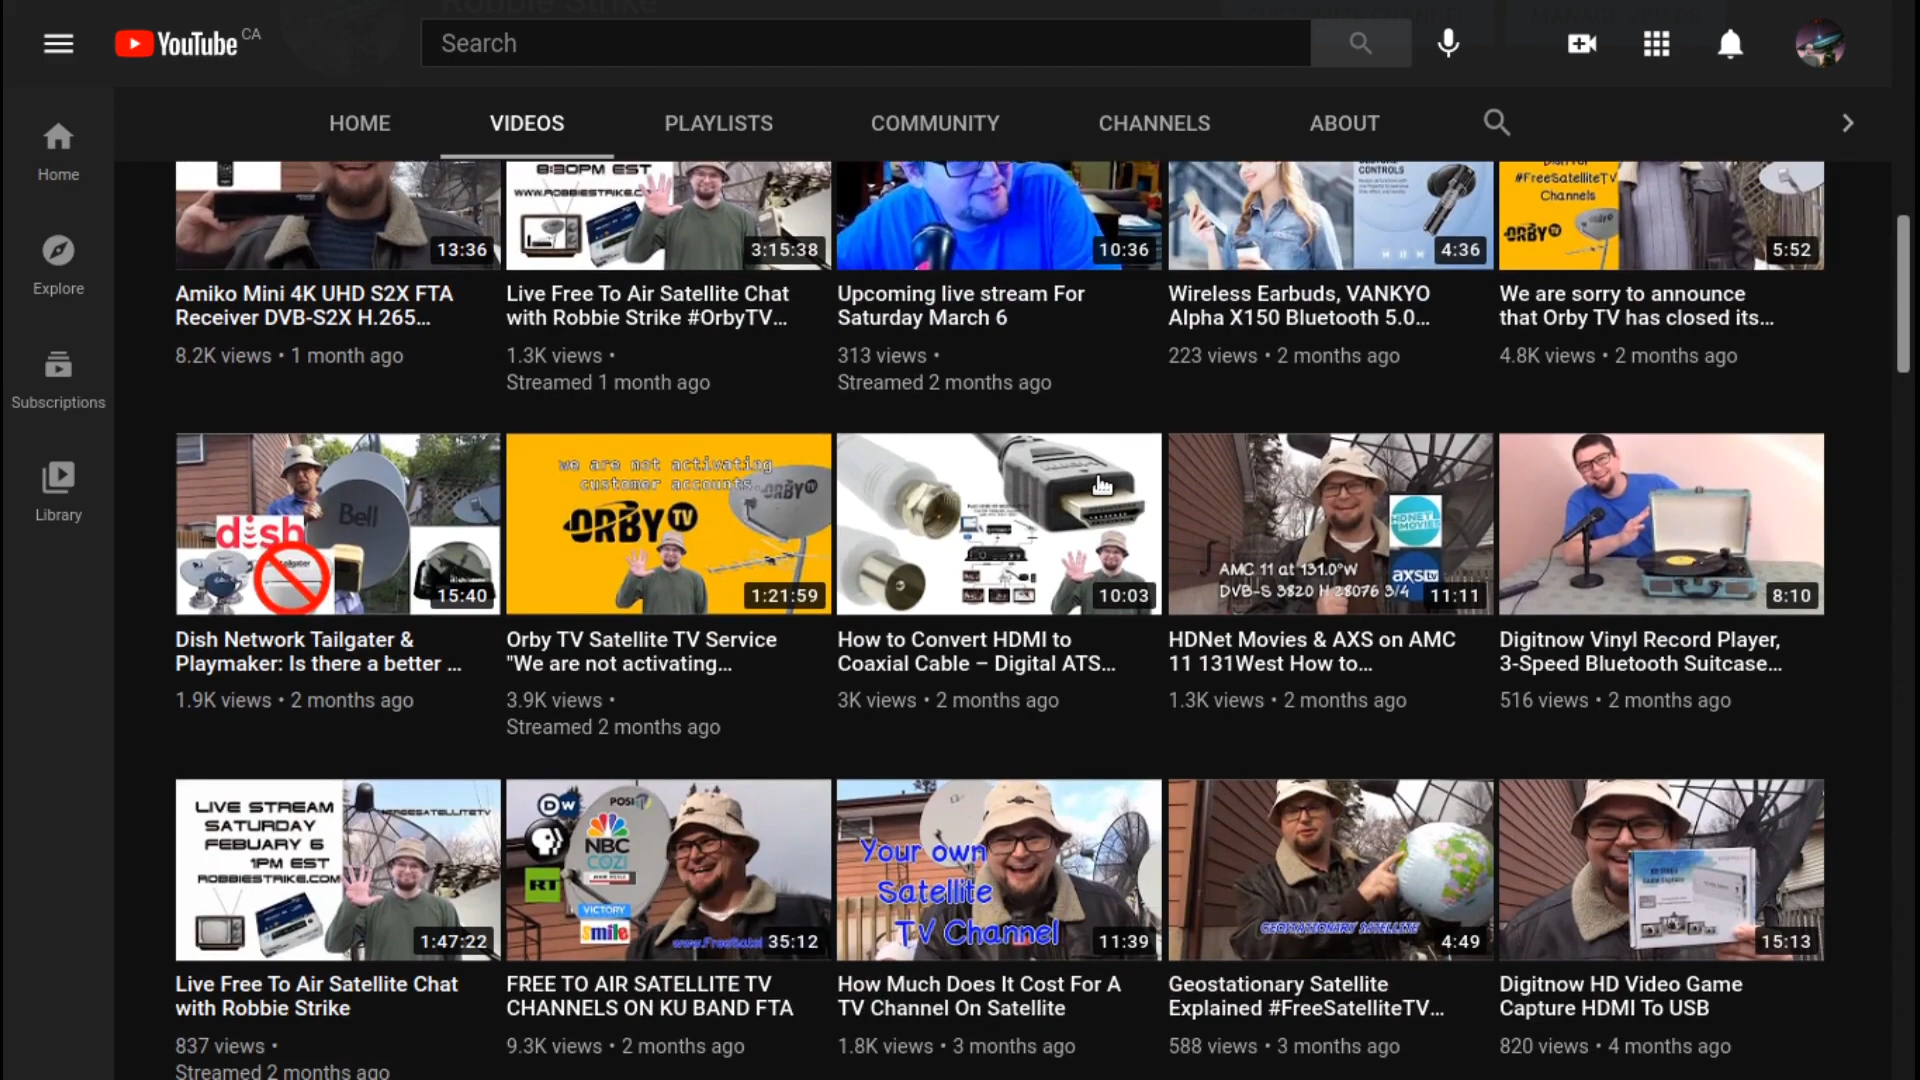 Robbie Strike
YouTube CA
Search
Home
Explore
Subscriptions
Library
HOME
VIDEOS
PLAYLISTS
COMMUNITY
CHANNELS
ABOUT
13:36
8:30PM EST
3:15:38
10:36
CONTROLS
4:36
#FreeSatelliteTV
Channels
ORBY TV
5:52
Amiko Mini 4K UHD S2X FTA
Receiver DVB-S2X H.265...
8.2K views • 1 month ago
Live Free To Air Satellite Chat
with Robbie Strike #OrbyTV...
1.3K views •
Streamed 1 month ago
Upcoming live stream For
Saturday March 6
313 views •
Streamed 2 months ago
Wireless Earbuds, VANKYO
Alpha X150 Bluetooth 5.0...
223 views • 2 months ago
We are sorry to announce
that Orby TV has closed its...
4.8K views • 2 months ago
Bell
dish
15:40
we are not activating
customer accounts
ORBY TV
ORBY TV
1:21:59
10:03
HDNET
MOVIES
AMC 11 at 131.0°W
DVB-S 3820 H 28076 3/4
axstv
11:11
8:10
Dish Network Tailgater &
Playmaker: Is there a better ...
1.9K views • 2 months ago
Orby TV Satellite TV Service
"We are not activating...
3.9K views •
Streamed 2 months ago
How to Convert HDMI to
Coaxial Cable – Digital ATS...
3K views • 2 months ago
HDNet Movies & AXS on AMC
11 131West How to...
1.3K views • 2 months ago
Digitnow Vinyl Record Player,
3-Speed Bluetooth Suitcase...
516 views • 2 months ago
LIVE STREAM
#FREESATELLITETV
SATURDAY
FEBUARY 6
1PM EST
ROBBIESTRIKE.COM
1:47:22
DW
POSI
NBC
COZI
RT
VICTORY
smile
35:12
Your own
Satellite
TV Channel
11:39
GEOSTATIONARY SATELLITE
4:49
15:13
Live Free To Air Satellite Chat
with Robbie Strike
837 views •
Streamed 2 months ago
FREE TO AIR SATELLITE TV
CHANNELS ON KU BAND FTA
9.3K views • 2 months ago
How Much Does It Cost For A
TV Channel On Satellite
1.8K views • 3 months ago
Geostationary Satellite
Explained #FreeSatelliteTV...
588 views • 3 months ago
Digitnow HD Video Game
Capture HDMI To USB
820 views • 4 months ago